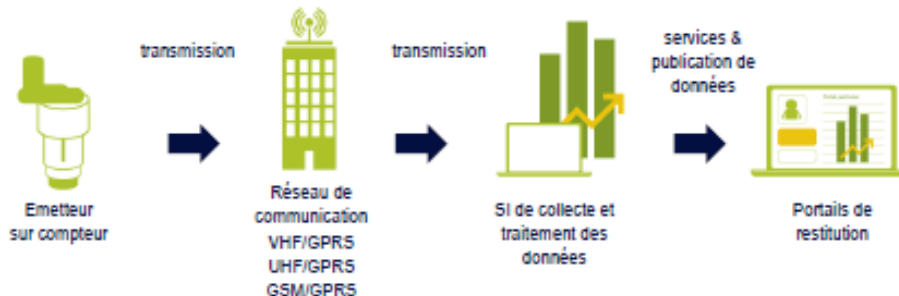 transmission
transmission
services &
publication de
données
Emetteur
sur compteur
Réseau de
communication
VHF/GPRS
UHF/GPRS
GSM/GPRS
SI de collecte et
traitement des
données
Portails de
restitution